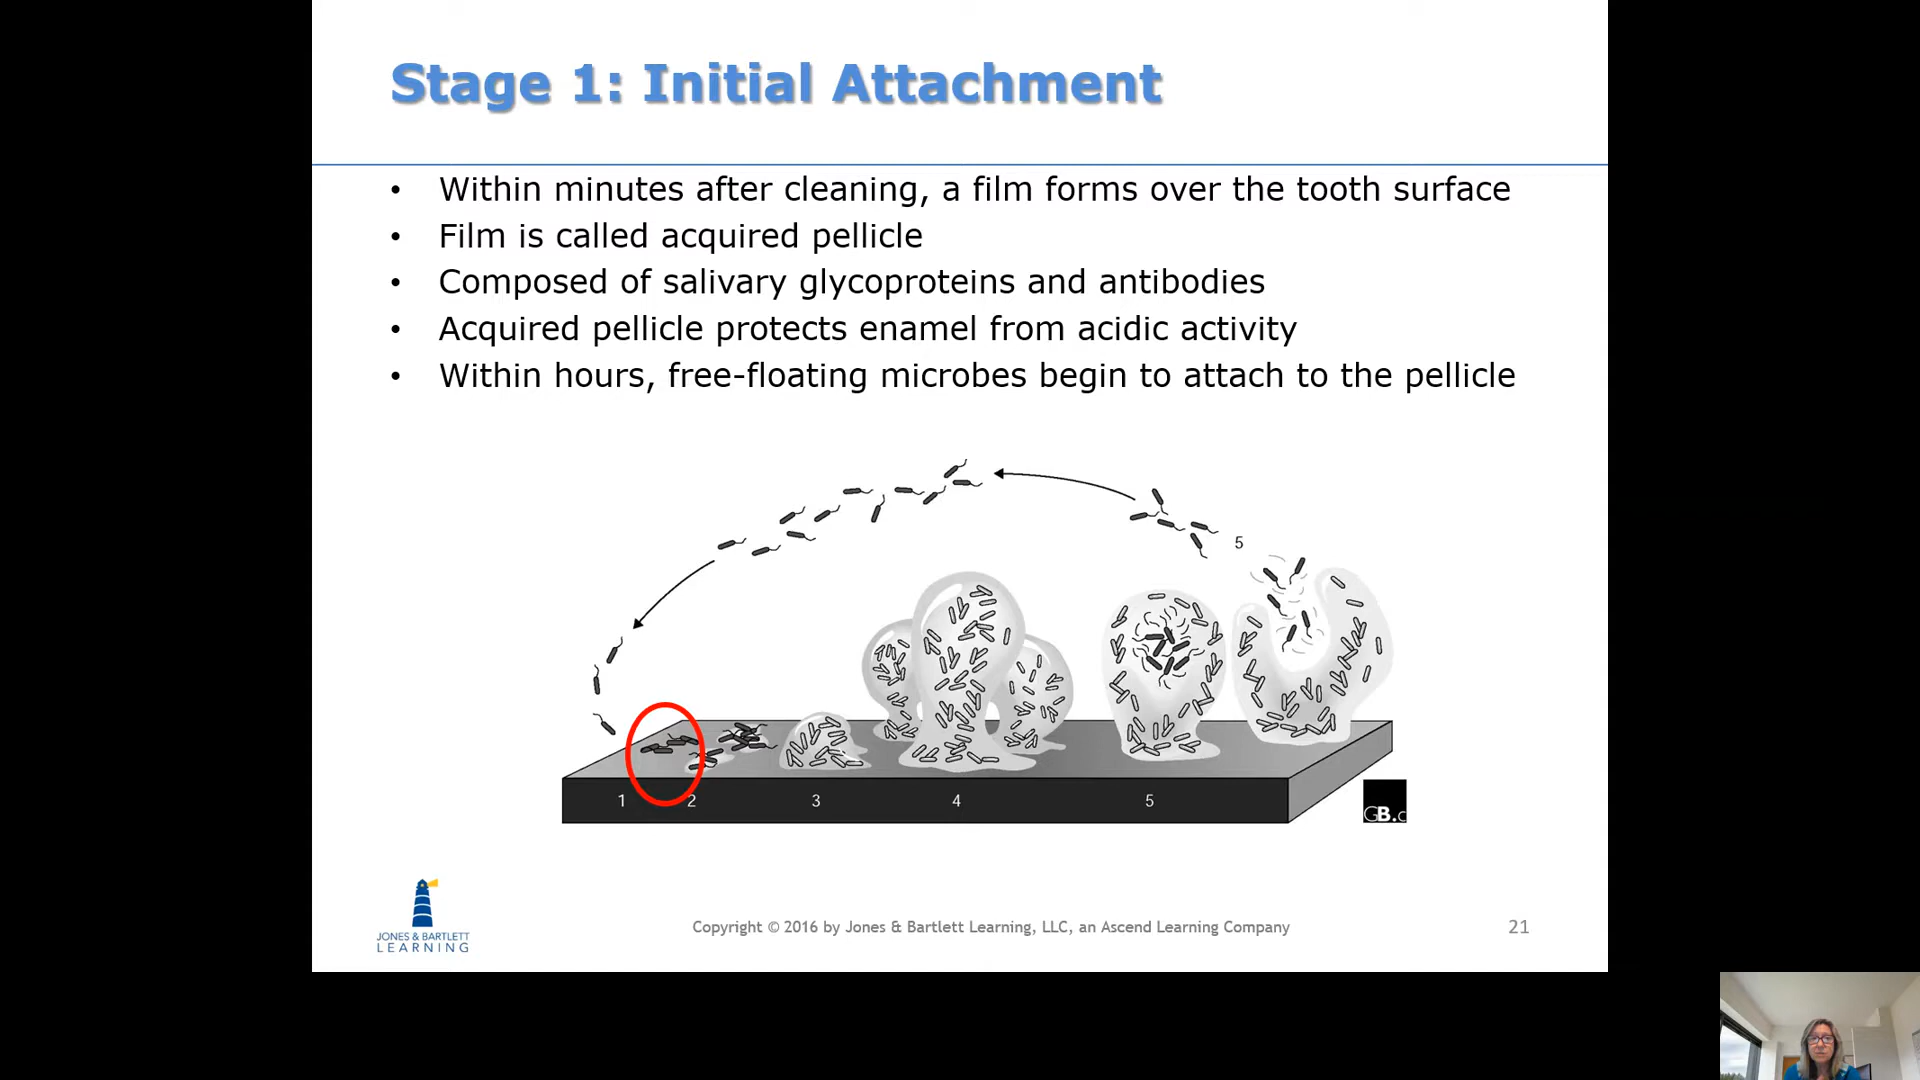 Stage 1: Initial Attachment
• Within minutes after cleaning, a film forms over the tooth surface
• Film is called acquired pellicle
• Composed of salivary glycoproteins and antibodies
• Acquired pellicle protects enamel from acidic activity
• Within hours, free-floating microbes begin to attach to the pellicle
5
1 2 3 4 5
GB.c
JONES & BARTLETT
LEARNING
Copyright © 2016 by Jones & Bartlett Learning, LLC, an Ascend Learning Company
21